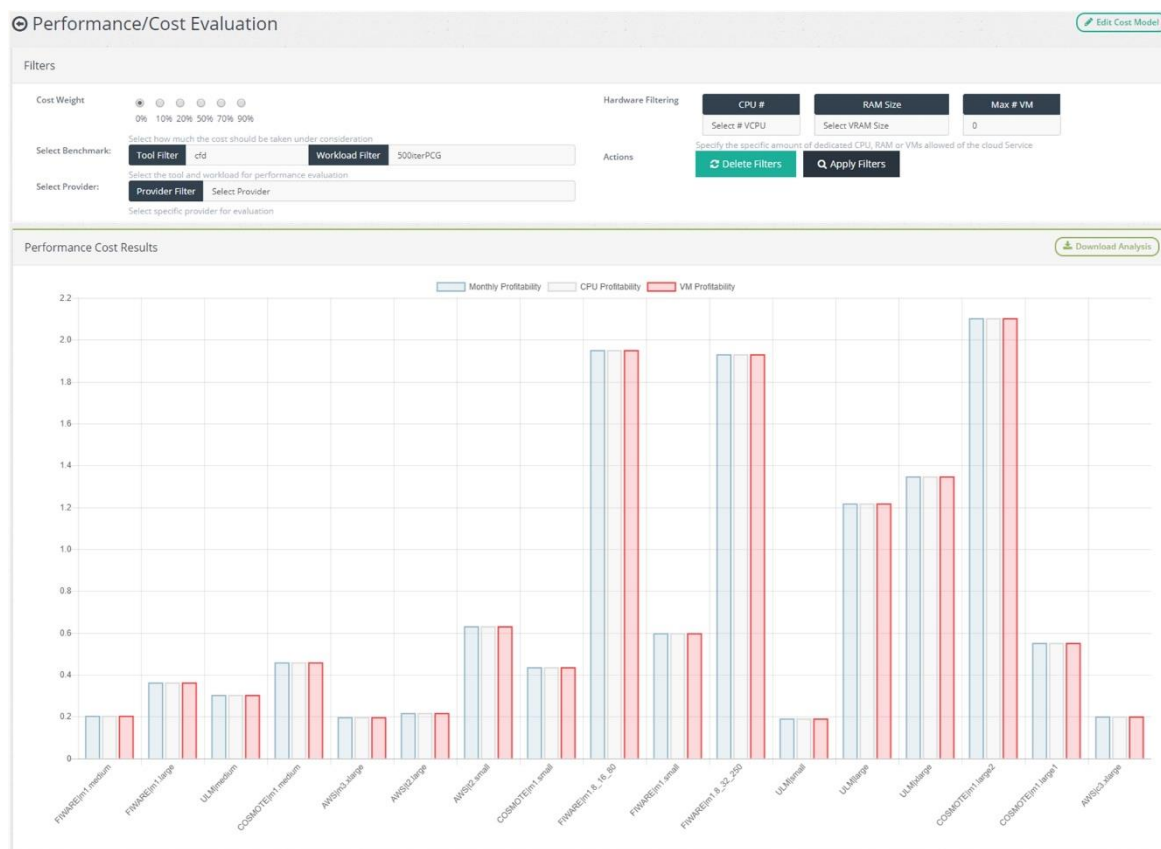 Performance/Cost Evaluation
Edit Cost Model
Filters
Cost Weight
0% 10% 20% 50% 70% 90%
Select how much the cost should be taken under consideration
Select Benchmark:
Tool Filter cfd Workload Filter 500iterPCG
Select the tool and workload for performance evaluation
Select Provider:
Provider Filter Select Provider
Select specific provider for evaluation
Hardware Filtering
CPU # RAM Size Max # VM
Select # VCPU Select VRAM Size 0
Specify the specific amount of dedicated CPU, RAM or VMs allowed of the cloud Service
Actions
Delete Filters Apply Filters
Performance Cost Results
Download Analysis
Monthly Profitability CPU Profitability VM Profitability
2.2
2.0
1.8
1.6
1.4
1.2
1.0
0.8
0.6
0.4
0.2
0
FIWARE|m1.medium
FIWARE|m1.large
ULM|medium
COSMOTE|m1.medium
AWS|m3.xlarge
AWS|t2.large
AWS|t2.small
COSMOTE|m1.small
FIWARE|m1.8_16_80
FIWARE|m1.small
FIWARE|m1.8_32_250
ULM|small
ULM|large
ULM|xlarge
COSMOTE|m1.large2
COSMOTE|m1.large1
AWS|c3.xlarge